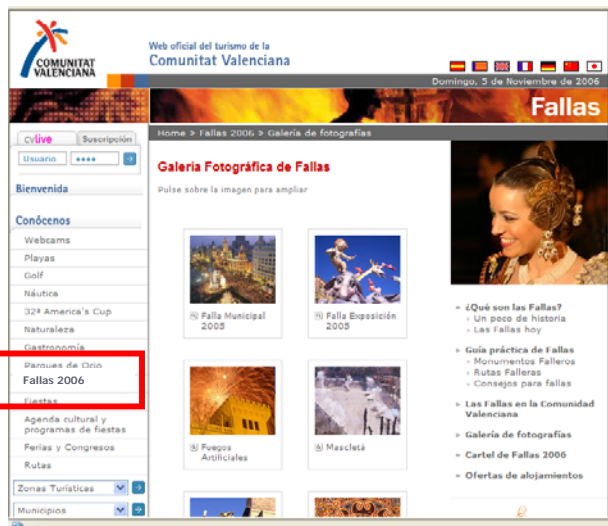 COMUNITAT
VALENCIANA
Web oficial del turismo de la
Comunitat Valenciana
Domingo, 5 de Noviembre de 2006
Fallas
cvlive
Suscripción
Usuario
****
Home > Fallas 2006 > Galería de fotografías
Bienvenida
Conócenos
Webcams
Playas
Golf
Náutica
32ª America's Cup
Naturaleza
Gastronomía
Parques de Ocio
Fallas 2006
Fiestas
Agenda cultural y
programas de fiestas
Ferias y Congresos
Rutas
Zonas Turísticas
Municipios
Galería Fotográfica de Fallas
Pulse sobre la imagen para ampliar
Falla Municipal
2005
Falla Exposición
2005
Fuegos
Artificiales
Mascletà
» ¿Qué son las Fallas?
Un poco de historia
Las Fallas hoy
» Guía práctica de Fallas
Monumentos Falleros
Rutas Falleras
Consejos para fallas
» Las Fallas en la Comunidad
Valenciana
» Galería de fotografías
» Cartel de Fallas 2006
» Ofertas de alojamientos